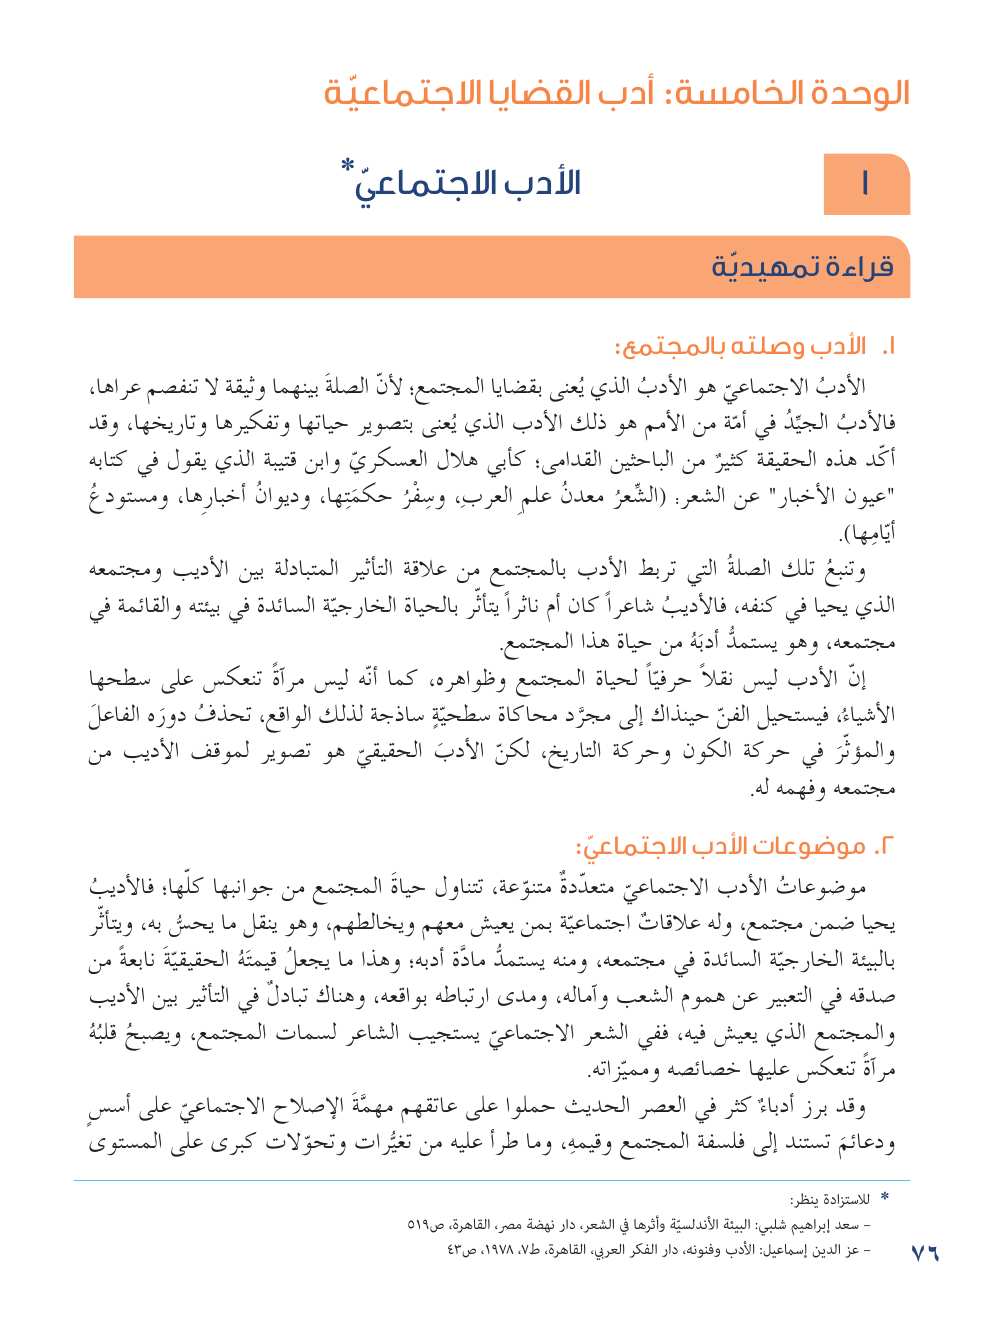 الوحدة الخامسة: أدب القضايا الاجتماعيّة
١
الأدب الاجتماعيّ*
قراءة تمهيديّة
١. الأدب وصلته بالمجتمع:
الأدبُ الاجتماعيّ هو الأدبُ الذي يُعنى بقضايا المجتمع؛ لأنّ الصلةَ بينهما وثيقة لا تنفصم عراها،
فالأدبُ الجيِّدُ في أمّة من الأمم هو ذلك الأدب الذي يُعنى بتصوير حياتها وتفكيرها وتاريخها، وقد
أكّد هذه الحقيقة كثيرٌ من الباحثين القدامى؛ كأبي هلال العسكريّ وابن قتيبة الذي يقول في كتابه
"عيون الأخبار" عن الشعر: (الشِّعرُ معدنُ علمِ العربِ، وسِفْرُ حكمَتِها، وديوانُ أخبارِها، ومستودعُ
أيّامِها).
وتنبعُ تلك الصلةُ التي تربط الأدب بالمجتمع من علاقة التأثير المتبادلة بين الأديب ومجتمعه
الذي يحيا في كنفه، فالأديبُ شاعراً كان أم ناثراً يتأثّر بالحياة الخارجيّة السائدة في بيئته والقائمة في
مجتمعه، وهو يستمدُّ أدبَهُ من حياة هذا المجتمع.
إنّ الأدب ليس نقلاً حرفيّاً لحياة المجتمع وظواهره، كما أنّه ليس مرآةً تنعكس على سطحها
الأشياءُ، فيستحيل الفنّ حينذاك إلى مجرَّد محاكاة سطحيّةٍ ساذجة لذلك الواقع، تحذفُ دورَه الفاعلَ
والمؤثّرَ في حركة الكون وحركة التاريخ، لكنّ الأدبَ الحقيقيّ هو تصوير لموقف الأديب من
مجتمعه وفهمه له.
٢. موضوعات الأدب الاجتماعيّ:
موضوعاتُ الأدب الاجتماعيّ متعدّدةٌ متنوّعة، تتناول حياةَ المجتمع من جوانبها كلّها؛ فالأديبُ
يحيا ضمن مجتمع، وله علاقاتٌ اجتماعيّة بمن يعيش معهم ويخالطهم، وهو ينقل ما يحسُّ به، ويتأثّر
بالبيئة الخارجيّة السائدة في مجتمعه، ومنه يستمدُّ مادَّة أدبه؛ وهذا ما يجعلُ قيمتَهُ الحقيقيّةَ نابعةً من
صدقه في التعبير عن هموم الشعب وآماله، ومدى ارتباطه بواقعه، وهناك تبادلٌ في التأثير بين الأديب
والمجتمع الذي يعيش فيه، ففي الشعر الاجتماعيّ يستجيب الشاعر لسمات المجتمع، ويصبحُ قلبُهُ
مرآةً تنعكس عليها خصائصه ومميّزاته.
وقد برز أدباءٌ كثر في العصر الحديث حملوا على عاتقهم مهمَّةَ الإصلاح الاجتماعيّ على أسسٍ
ودعائمَ تستند إلى فلسفة المجتمع وقيمهِ، وما طرأ عليه من تغيُّرات وتحوّلات كبرى على المستوى
* للاستزادة ينظر:
– سعد إبراهيم شلبي: البيئة الأندلسيّة وأثرها في الشعر، دار نهضة مصر، القاهرة، ص٥١٩
– عز الدين إسماعيل: الأدب وفنونه، دار الفكر العربي، القاهرة، ط٧، ١٩٧٨، ص٤٣
٧٦